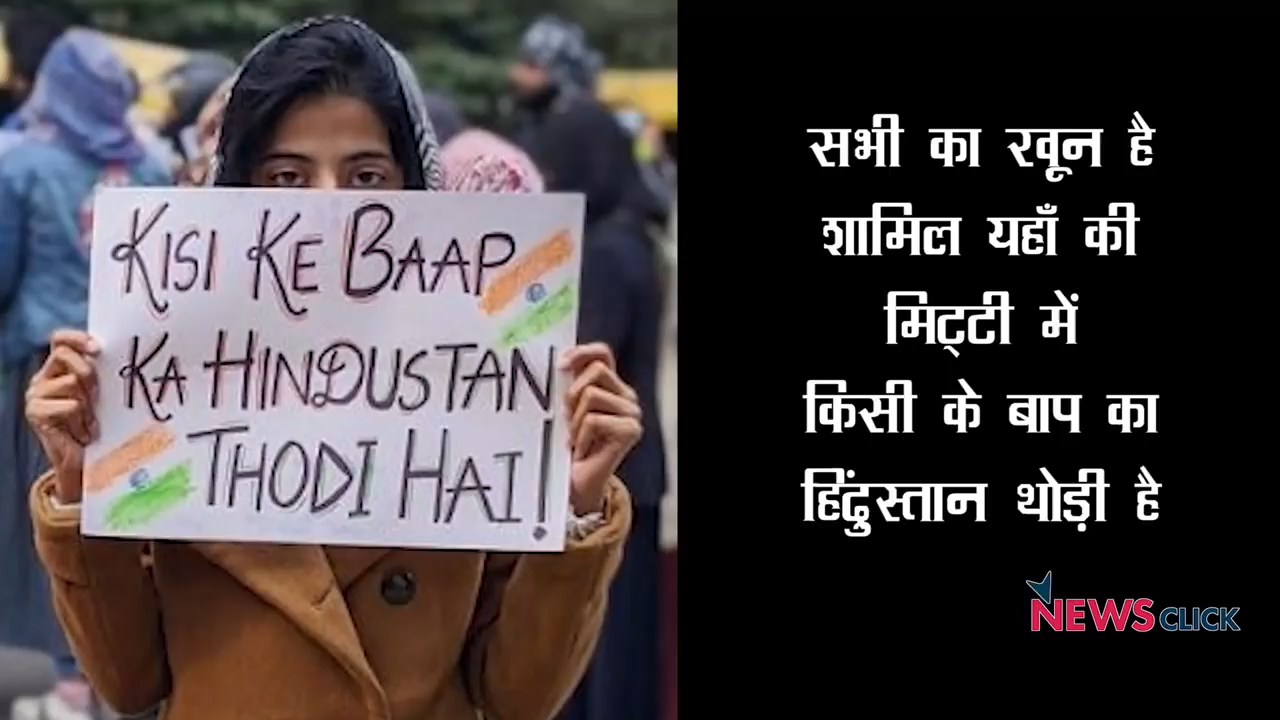 KISI KE BAAP
KA HINDUSTAN
THODI HAI!
सभी का खून है
शामिल यहाँ की
मिट्टी में
किसी के बाप का
हिंदुस्तान थोड़ी है
NEWSCLICK